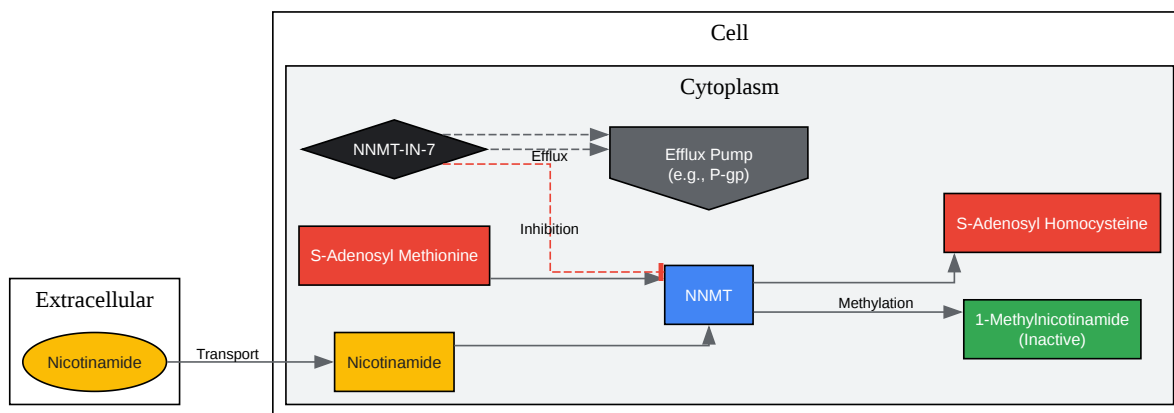 Cell
Cytoplasm
NNMT-IN-7
Efflux
Efflux Pump
(e.g., P-gp)
Inhibition
S-Adenosyl Methionine
S-Adenosyl Homocysteine
NNMT
Methylation
1-Methylnicotinamide
(Inactive)
Extracellular
Nicotinamide
Transport
Nicotinamide